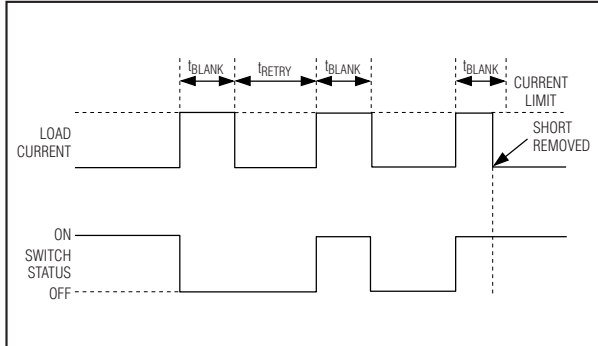 tBLANK tRETRY tBLANK tBLANK
CURRENT
LIMIT
LOAD
CURRENT
SHORT
REMOVED
ON
SWITCH
STATUS
OFF